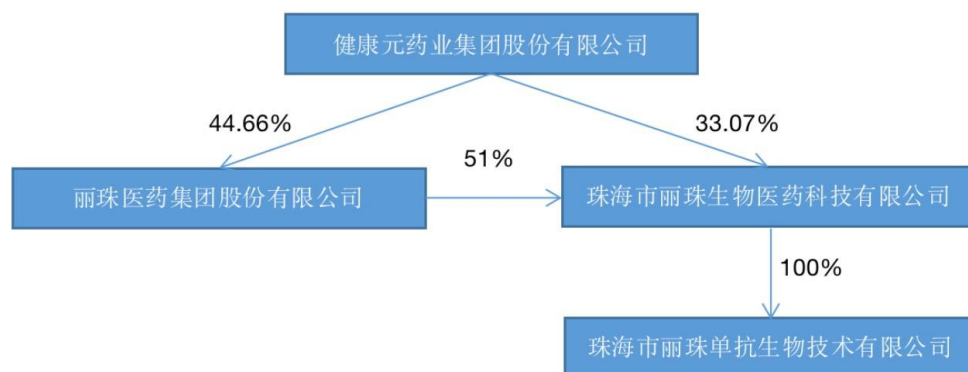 健康元药业集团股份有限公司
44.66%
33.07%
51%
丽珠医药集团股份有限公司
珠海市丽珠生物医药科技有限公司
100%
珠海市丽珠单抗生物技术有限公司